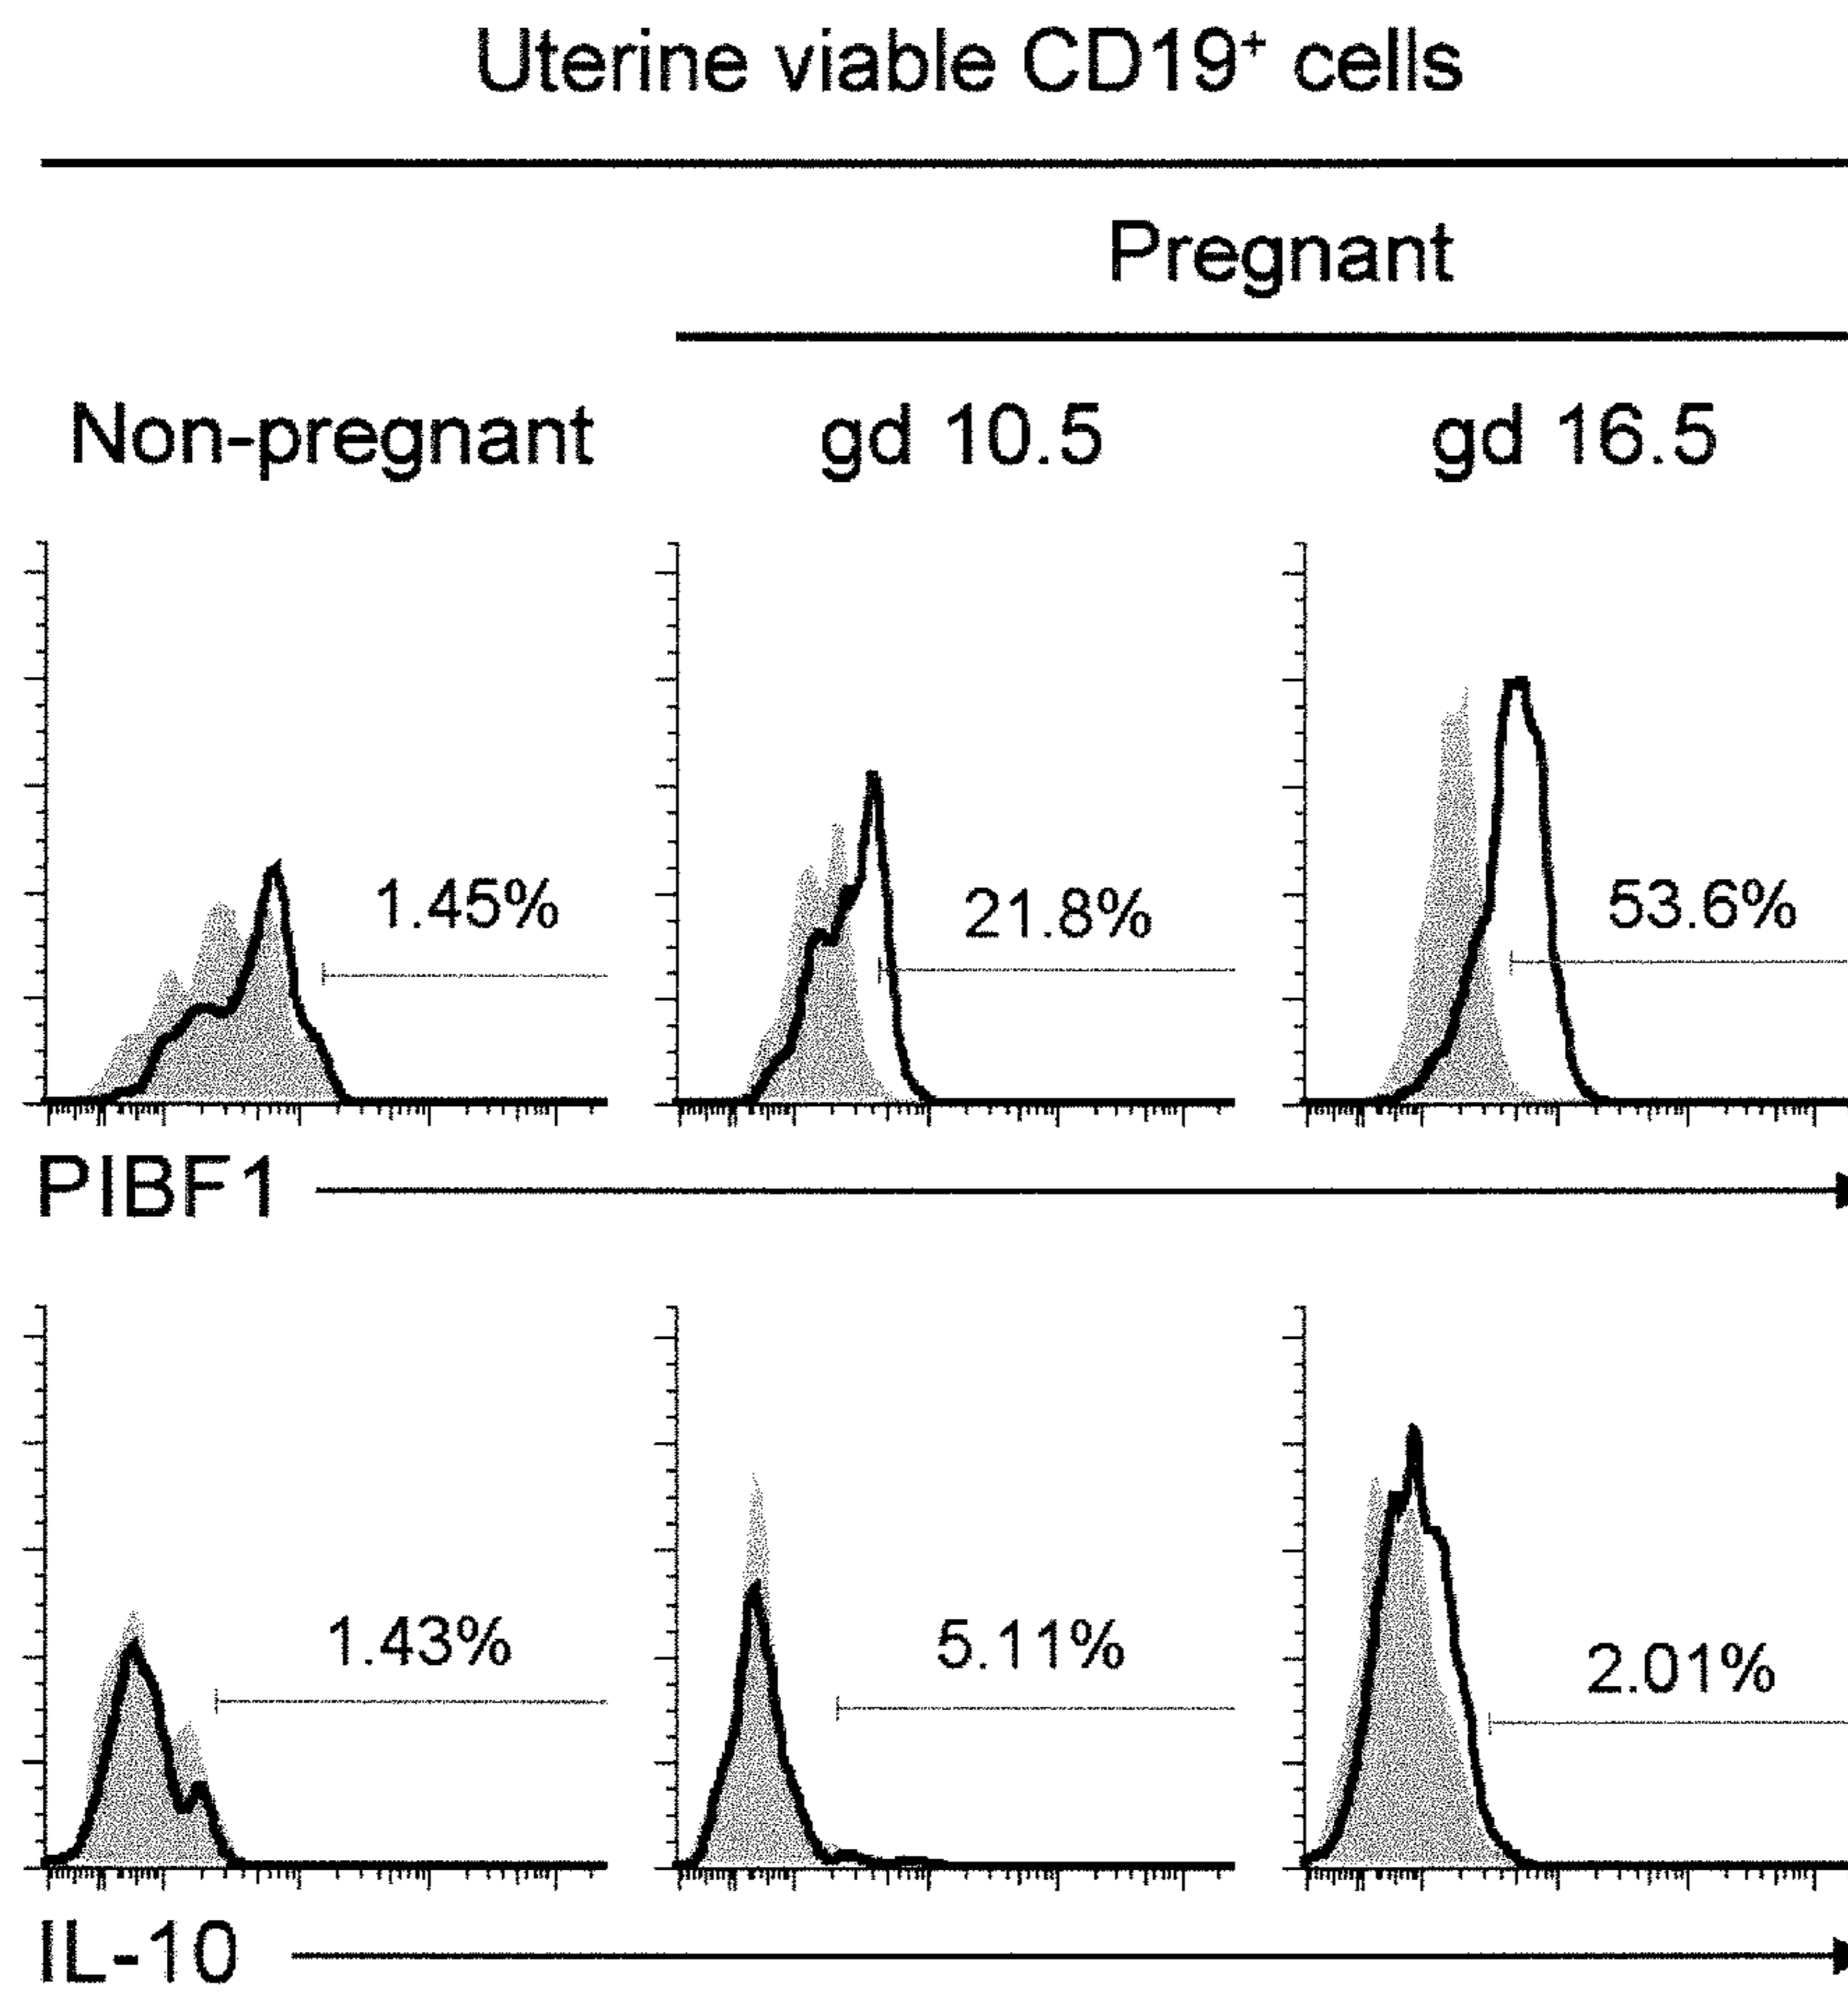 Uterine viable CD19⁺ cells
Pregnant
Non-pregnant gd 10.5 gd 16.5
1.45% 21.8% 53.6%
PIBF1
1.43% 5.11% 2.01%
IL-10